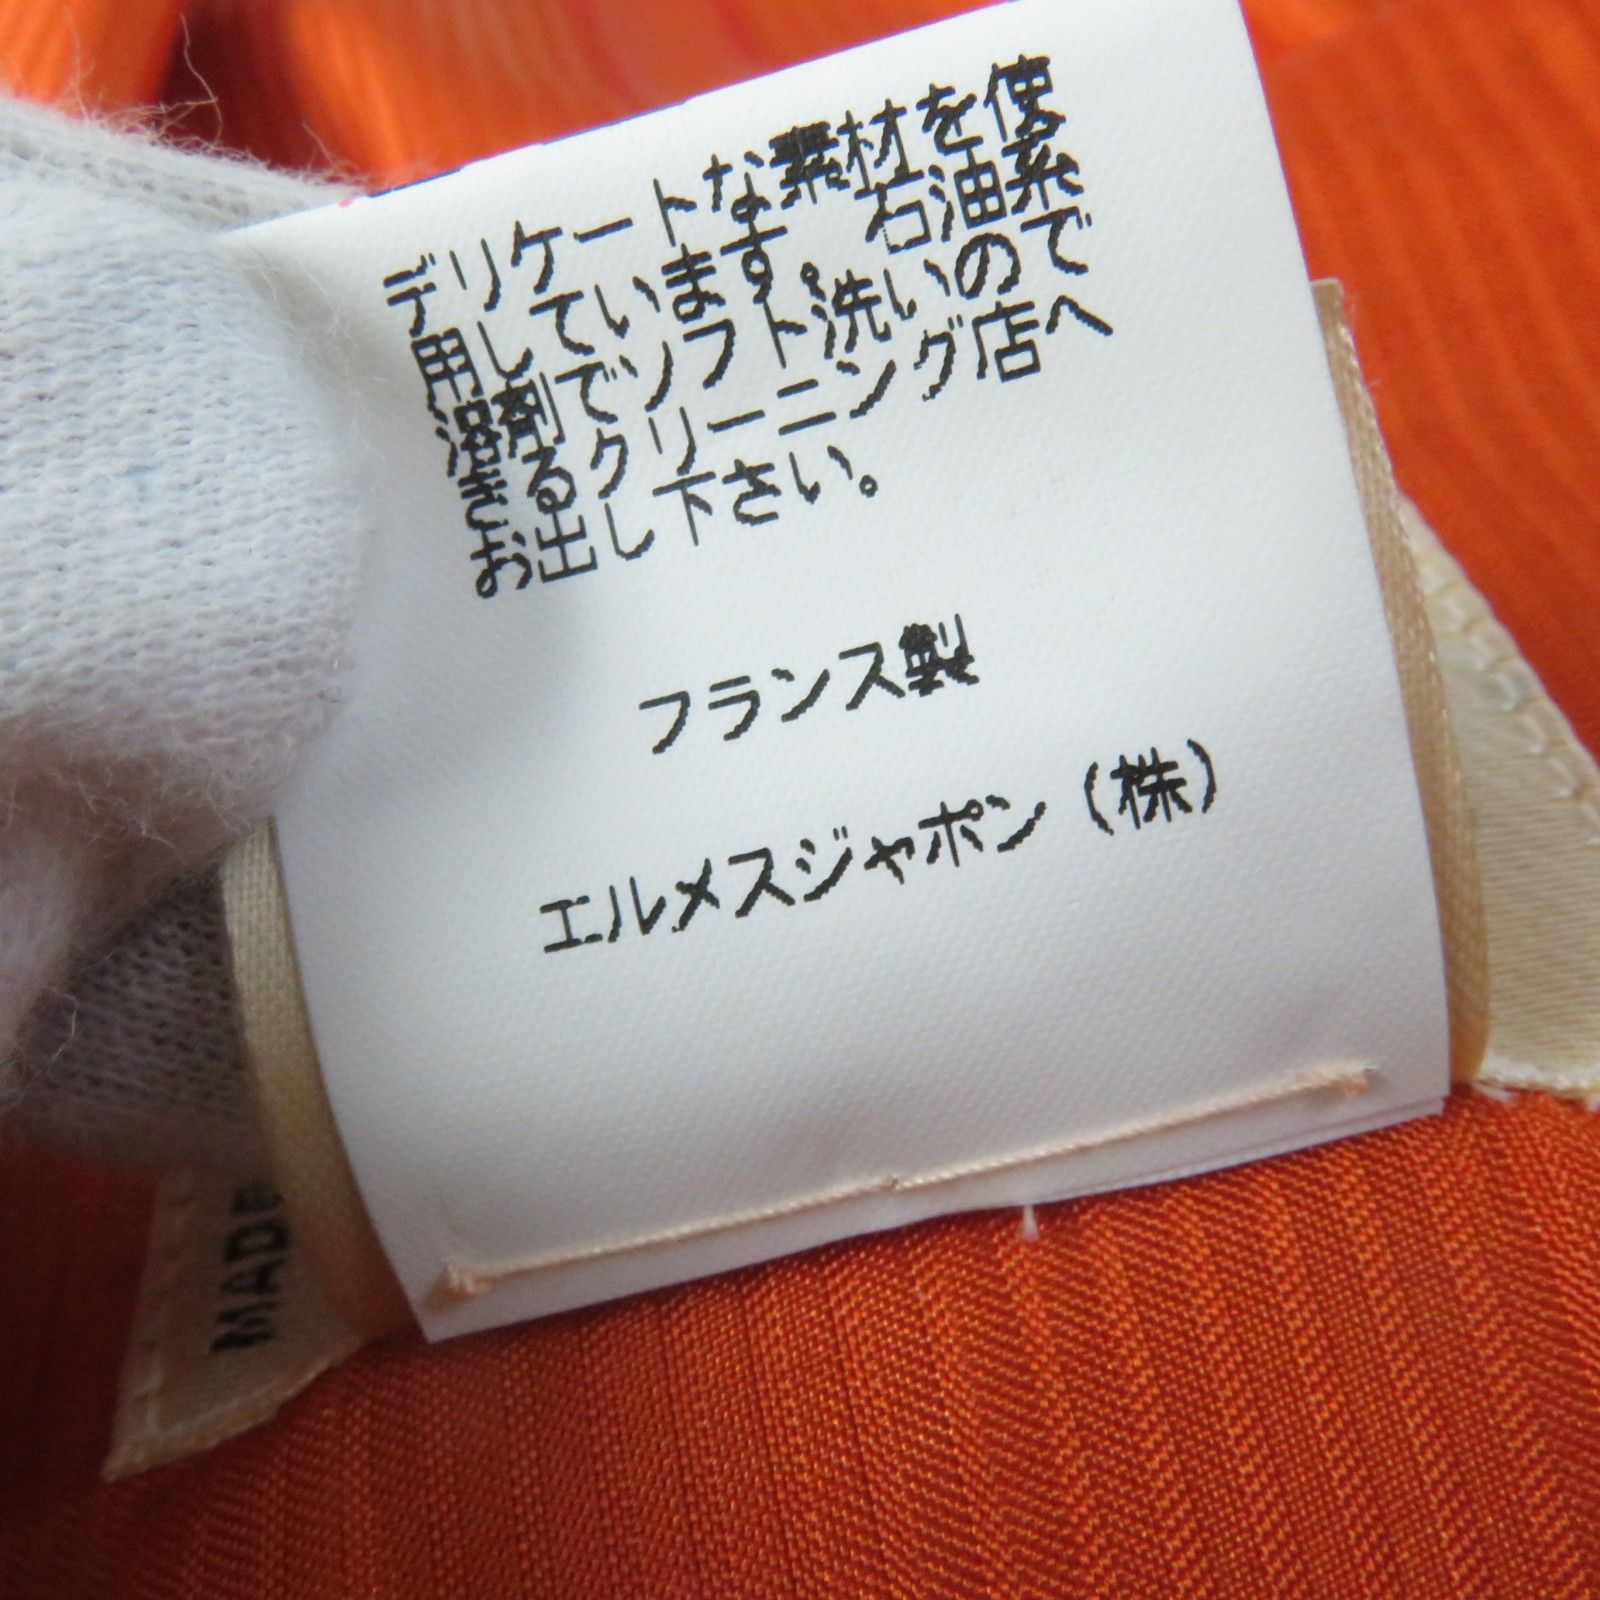 デリケートな素材を使
用しています。石油系
溶剤でソフト洗いので
きるクリーニング店へ
お出し下さい。
フランス製
エルメスジャポン（株）
MADE